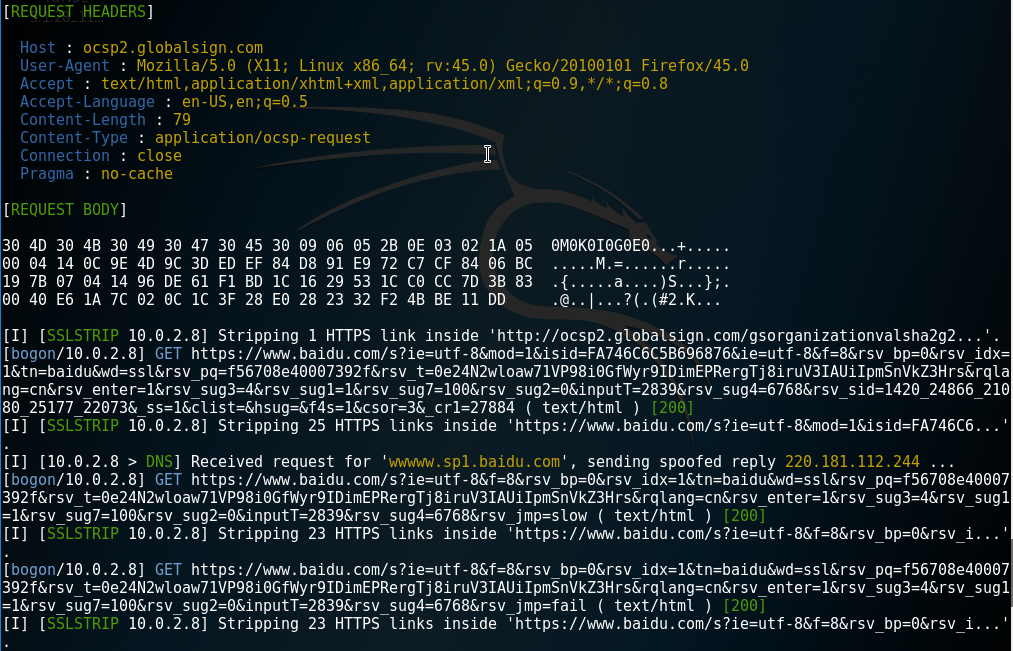 [REQUEST HEADERS]
Host : ocsp2.globalsign.com
User-Agent : Mozilla/5.0 (X11; Linux x86_64; rv:45.0) Gecko/20100101 Firefox/45.0
Accept : text/html,application/xhtml+xml,application/xml;q=0.9,*/*;q=0.8
Accept-Language : en-US,en;q=0.5
Content-Length : 79
Content-Type : application/ocsp-request
Connection : close
Pragma : no-cache
[REQUEST BODY]
30 4D 30 4B 30 49 30 47 30 45 30 09 06 05 2B 0E 03 02 1A 05  0M0K0I0G0E0...+.....
00 04 14 0C 9E 4D 9C 3D ED EF 84 D8 91 E9 72 C7 CF 84 06 BC  .....M.=......r.....
19 7B 07 04 14 96 DE 61 F1 BD 1C 16 29 53 1C C0 CC 7D 3B 83  .{.....a....)S...};.
00 40 E6 1A 7C 02 0C 1C 3F 28 E0 28 23 32 F2 4B BE 11 DD  .@..|...?(.(#2.K...
[I] [SSLSTRIP 10.0.2.8] Stripping 1 HTTPS link inside 'http://ocsp2.globalsign.com/gsorganizationvalsha2g2...'.
[bogon/10.0.2.8] GET https://www.baidu.com/s?ie=utf-8&mod=1&isid=FA746C6C5B696876&ie=utf-8&f=8&rsv_bp=0&rsv_idx=
1&tn=baidu&wd=ssl&rsv_pq=f56708e40007392f&rsv_t=0e24N2wloaw71VP98i0GfWyr9IDimEPRergTj8iruV3IAUiIpmSnVkZ3Hrs&rqla
ng=cn&rsv_enter=1&rsv_sug3=4&rsv_sug1=1&rsv_sug7=100&rsv_sug2=0&inputT=2839&rsv_sug4=6768&rsv_sid=1420_24866_210
80_25177_22073&_ss=1&clist=&hsug=&f4s=1&csor=3&_cr1=27884 ( text/html ) [200]
[I] [SSLSTRIP 10.0.2.8] Stripping 25 HTTPS links inside 'https://www.baidu.com/s?ie=utf-8&mod=1&isid=FA746C6...'
.
[I] [10.0.2.8 > DNS] Received request for 'wwwww.sp1.baidu.com', sending spoofed reply 220.181.112.244 ...
[bogon/10.0.2.8] GET https://www.baidu.com/s?ie=utf-8&f=8&rsv_bp=0&rsv_idx=1&tn=baidu&wd=ssl&rsv_pq=f56708e40007
392f&rsv_t=0e24N2wloaw71VP98i0GfWyr9IDimEPRergTj8iruV3IAUiIpmSnVkZ3Hrs&rqlang=cn&rsv_enter=1&rsv_sug3=4&rsv_sug1
=1&rsv_sug7=100&rsv_sug2=0&inputT=2839&rsv_sug4=6768&rsv_jmp=slow ( text/html ) [200]
[I] [SSLSTRIP 10.0.2.8] Stripping 23 HTTPS links inside 'https://www.baidu.com/s?ie=utf-8&f=8&rsv_bp=0&rsv_i...'
.
[bogon/10.0.2.8] GET https://www.baidu.com/s?ie=utf-8&f=8&rsv_bp=0&rsv_idx=1&tn=baidu&wd=ssl&rsv_pq=f56708e40007
392f&rsv_t=0e24N2wloaw71VP98i0GfWyr9IDimEPRergTj8iruV3IAUiIpmSnVkZ3Hrs&rqlang=cn&rsv_enter=1&rsv_sug3=4&rsv_sug1
=1&rsv_sug7=100&rsv_sug2=0&inputT=2839&rsv_sug4=6768&rsv_jmp=fail ( text/html ) [200]
[I] [SSLSTRIP 10.0.2.8] Stripping 23 HTTPS links inside 'https://www.baidu.com/s?ie=utf-8&f=8&rsv_bp=0&rsv_i...'
.